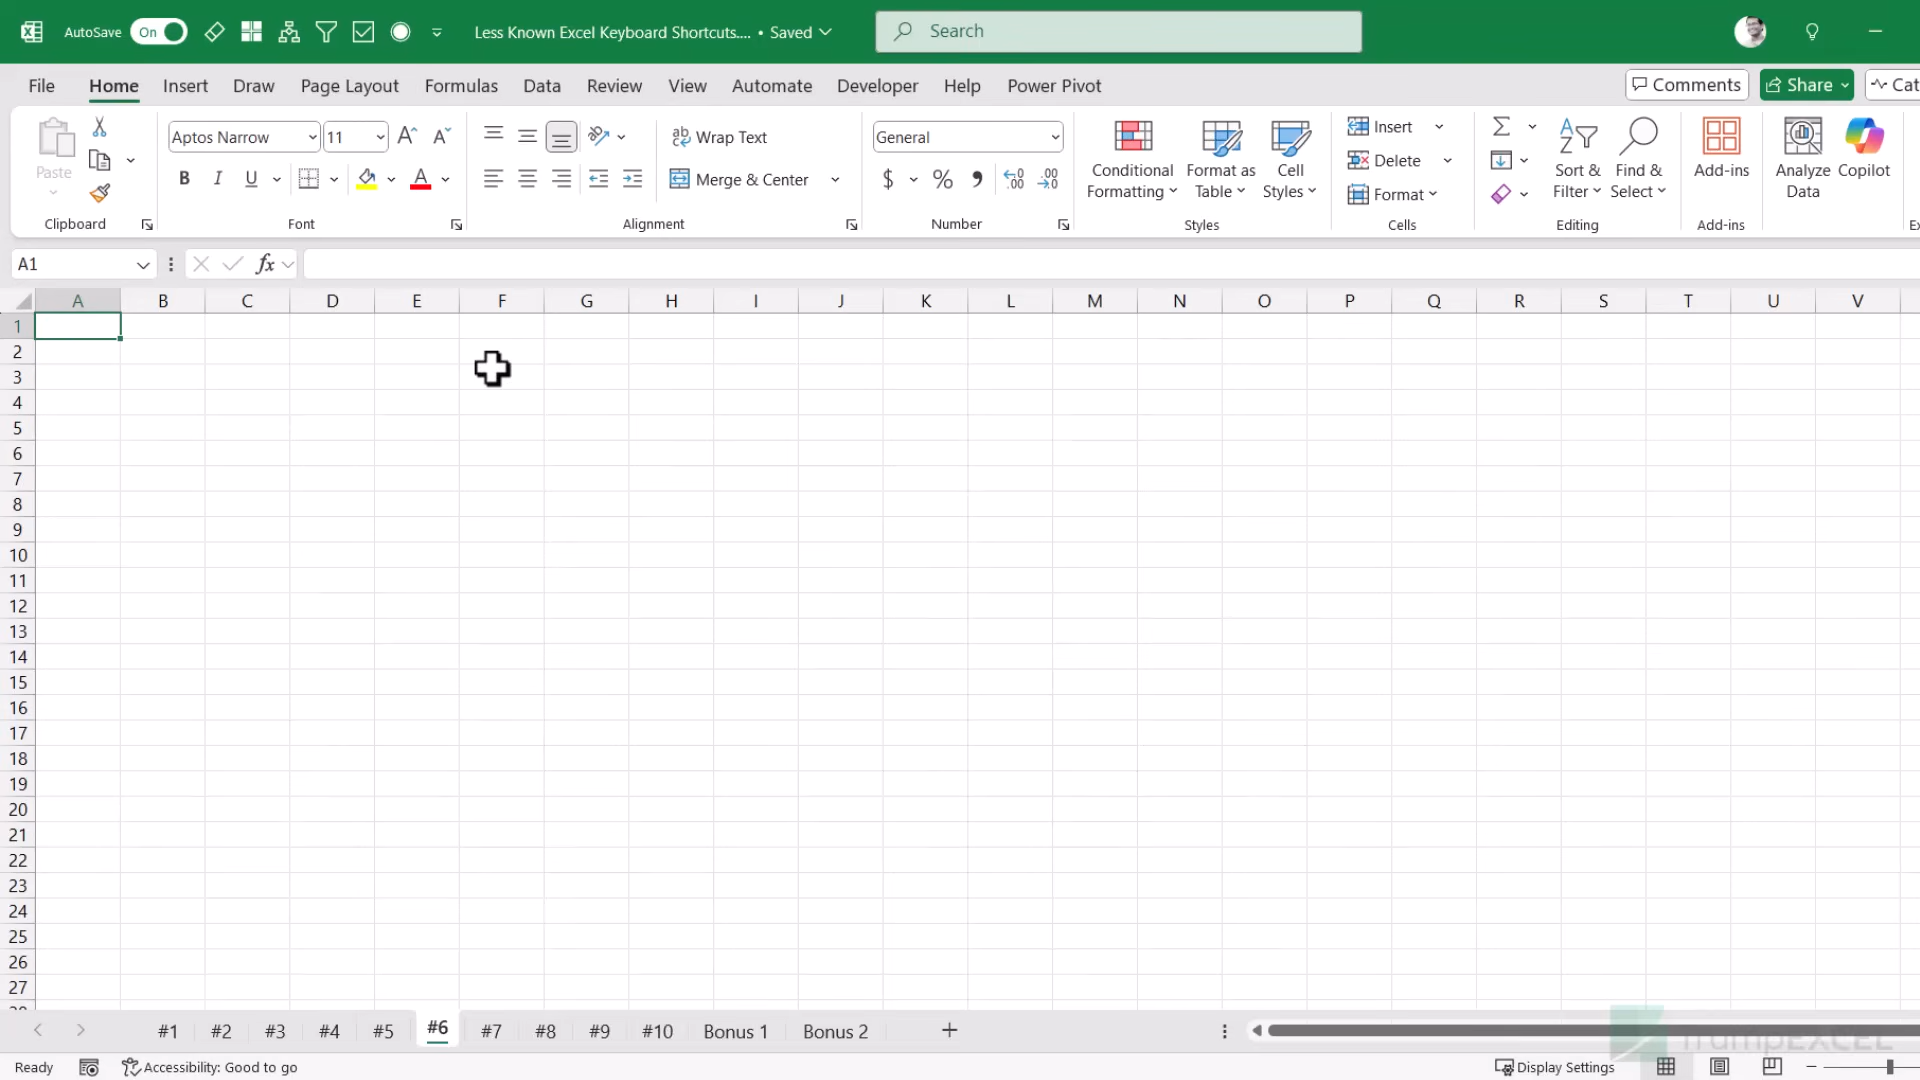 AutoSave On Less Known Excel Keyboard Shortcuts.... • Saved Search
File Home Insert Draw Page Layout Formulas Data Review View Automate Developer Help Power Pivot Comments Share Cat
Paste
Clipboard
Aptos Narrow 11
B I U A
Font
Wrap Text
Merge & Center
Alignment
General
$ % 9
Number
Conditional Formatting
Format as Table
Cell Styles
Styles
Insert
Delete
Format
Cells
Sort & Filter
Find & Select
Editing
Add-ins
Add-ins
Analyze Data
Copilot
A1 fx
A B C D E F G H I J K L M N O P Q R S T U V
1
2
3
4
5
6
7
8
9
10
11
12
13
14
15
16
17
18
19
20
21
22
23
24
25
26
27
#1 #2 #3 #4 #5 #6 #7 #8 #9 #10 Bonus 1 Bonus 2
TrumpEXCEL
Ready Accessibility: Good to go Display Settings